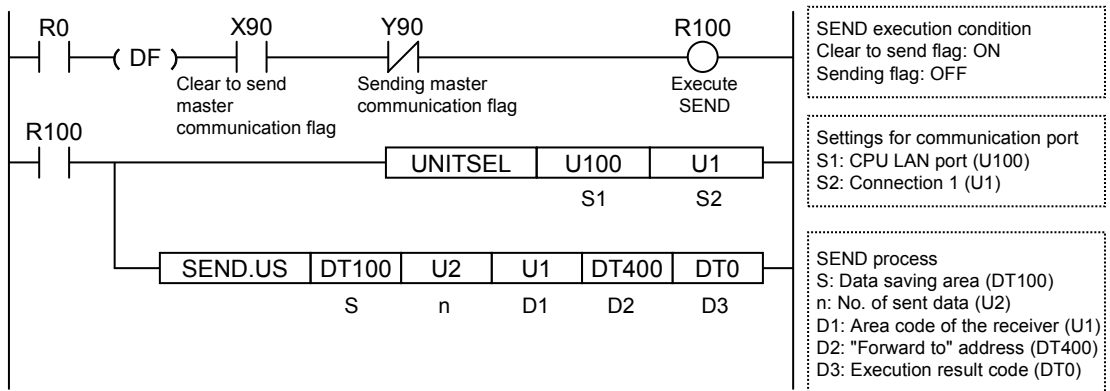 R0 X90 Y90 R100
( DF )
Clear to send
master
communication flag
Sending master
communication flag
Execute
SEND
SEND execution condition
Clear to send flag: ON
Sending flag: OFF
R100
UNITSEL U100 U1
S1 S2
Settings for communication port
S1: CPU LAN port (U100)
S2: Connection 1 (U1)
SEND.US DT100 U2 U1 DT400 DT0
S n D1 D2 D3
SEND process
S: Data saving area (DT100)
n: No. of sent data (U2)
D1: Area code of the receiver (U1)
D2: "Forward to" address (DT400)
D3: Execution result code (DT0)